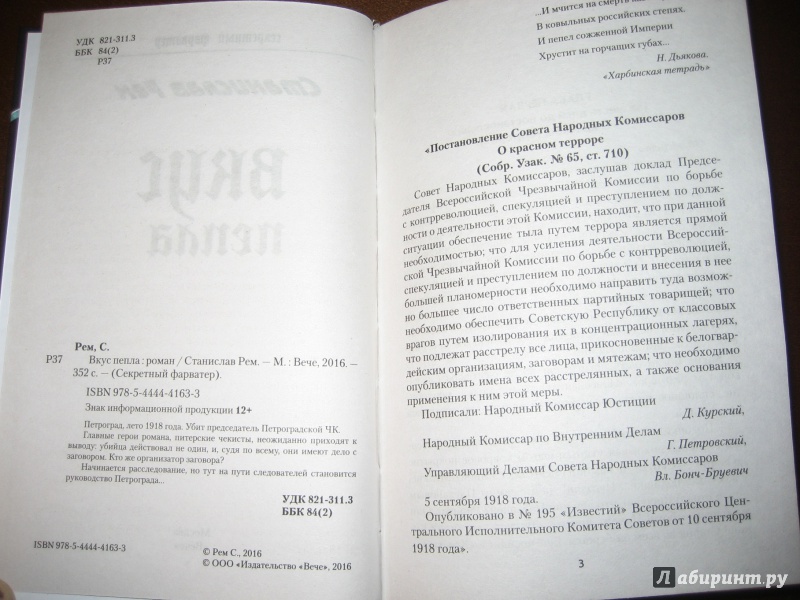 УДК 821-311.3
ББК 84(2)
Р37
Секретный фарватер
Станислав Рем
Вкус
пепла
Рем, С.
Р37 Вкус пепла : роман / Станислав Рем. — М. : Вече, 2016. —
352 с. — (Секретный фарватер).
ISBN 978-5-4444-4163-3
Знак информационной продукции 12+
Петроград, лето 1918 года. Убит председатель Петроградской ЧК.
Главные герои романа, питерские чекисты, неожиданно приходят к
выводу: убийца действовал не один, и, судя по всему, они имеют дело с
заговором. Кто же организатор заговора?
Начинается расследование, но тут на пути следователей становится
руководство Петрограда...
УДК 821-311.3
ББК 84(2)
ISBN 978-5-4444-4163-3
© Рем С., 2016
© ООО «Издательство «Вече», 2016
...И мчится на смерть
В ковыльных российских степях.
И пепел сожженной Империи
Хрустит на горчащих губах...
Н. Дьякова.
«Харбинская тетрадь»
«Постановление Совета Народных Комиссаров
О красном терроре
(Собр. Узак. № 65, ст. 710)
Совет Народных Комиссаров, заслушав доклад Предсе-
дателя Всероссийской Чрезвычайной Комиссии по борьбе
с контрреволюцией, спекуляцией и преступлением по долж-
ности о деятельности этой Комиссии, находит, что при данной
ситуации обеспечение тыла путем террора является прямой
необходимостью; что для усиления деятельности Всероссий-
ской Чрезвычайной Комиссии по борьбе с контрреволюцией,
спекуляцией и преступлением по должности и внесения в нее
большей планомерности необходимо направить туда возмож-
но большее число ответственных партийных товарищей; что
необходимо обеспечить Советскую Республику от классовых
врагов путем изолирования их в концентрационных лагерях,
что подлежат расстрелу все лица, прикосновенные к белогвар-
дейским организациям, заговорам и мятежам; что необходимо
опубликовать имена всех расстрелянных, а также основания
применения к ним этой меры.
Подписали: Народный Комиссар Юстиции
Д. Курский,
Народный Комиссар по Внутренним Делам
Г. Петровский,
Управляющий Делами Совета Народных Комиссаров
Вл. Бонч-Бруевич
5 сентября 1918 года.
Опубликовано в № 195 «Известий» Всероссийского Цен-
трального Исполнительного Комитета Советов от 10 сентября
1918 года».
3
Лабиринт.ру